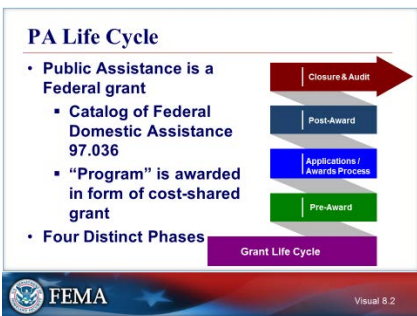 PA Life Cycle
• Public Assistance is a
Federal grant
▪ Catalog of Federal
Domestic Assistance
97.036
▪ “Program” is awarded
in form of cost-shared
grant
• Four Distinct Phases
Closure & Audit
Post-Award
Applications /
Awards Process
Pre-Award
Grant Life Cycle
FEMA
Visual 8.2